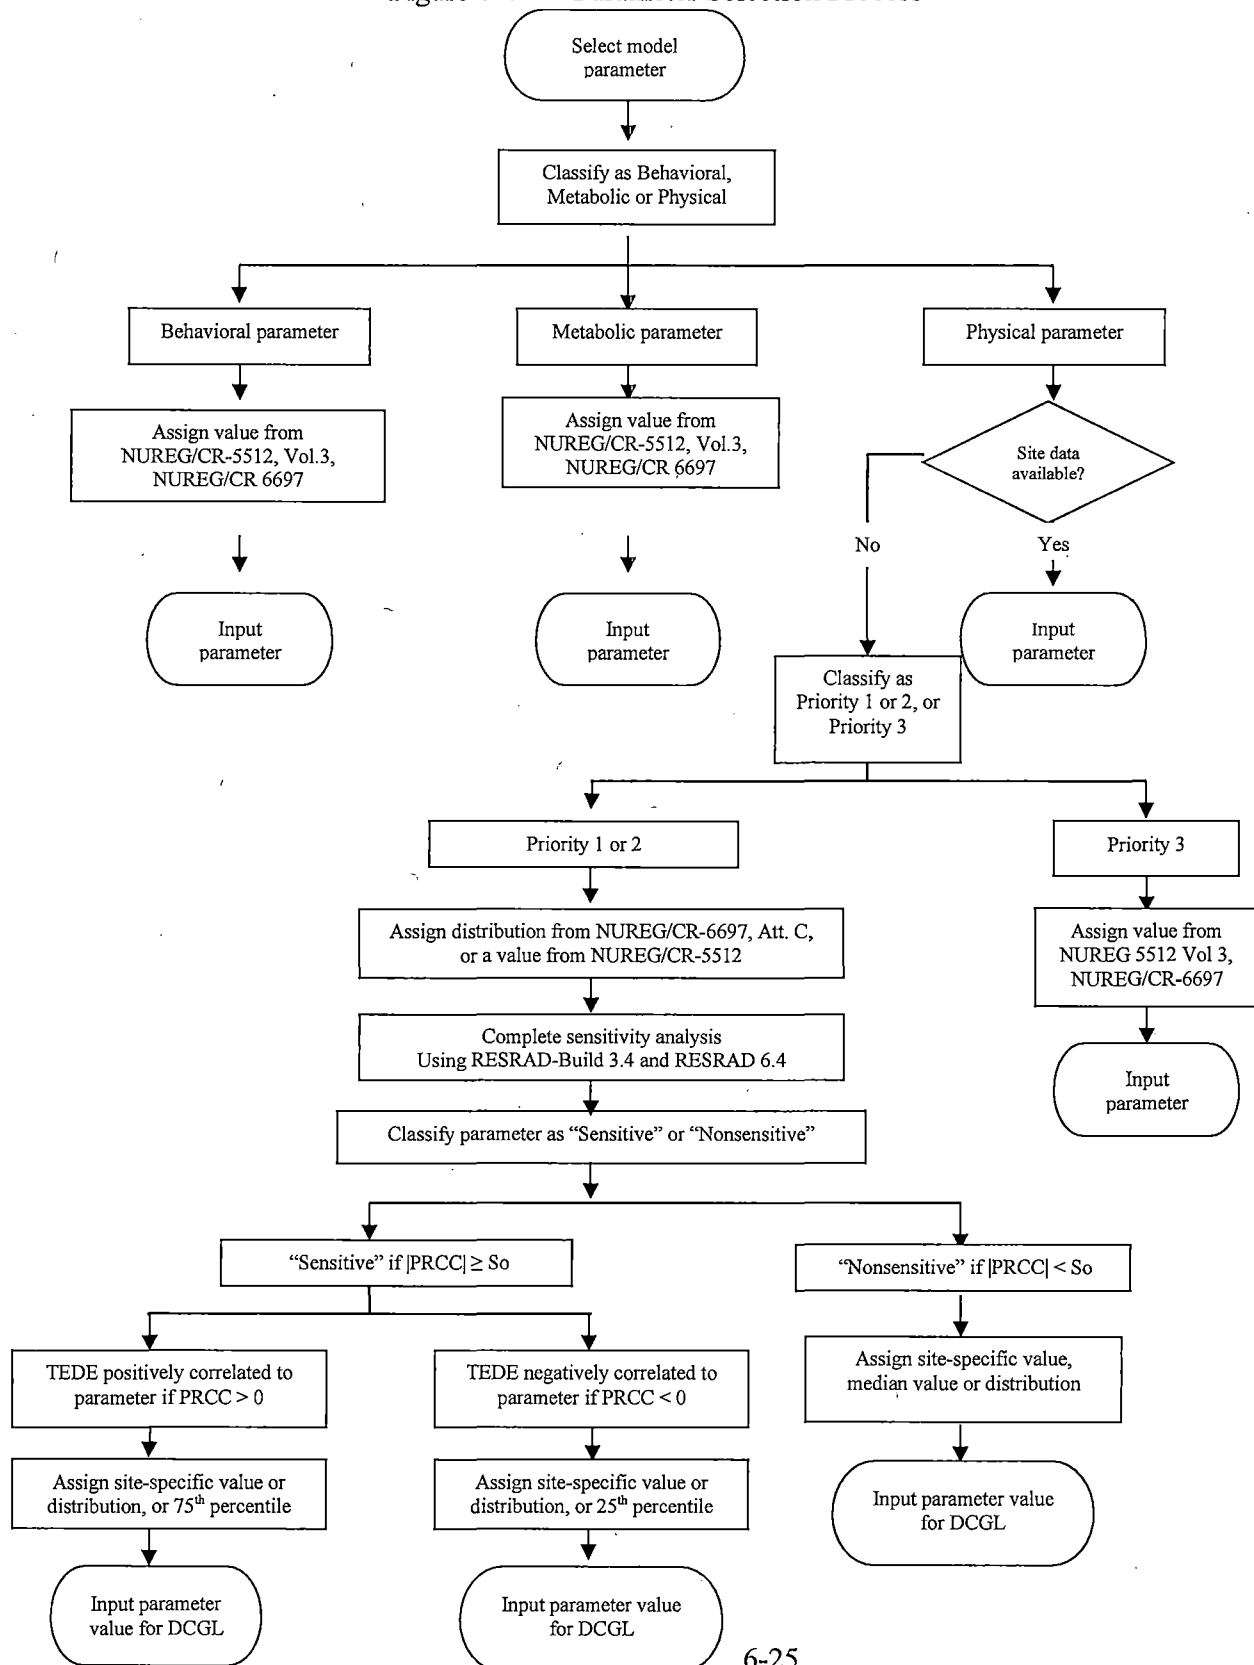 Parameter Selection Process
Select model
parameter
Classify as Behavioral,
Metabolic or Physical
Behavioral parameter
Metabolic parameter
Physical parameter
Assign value from
NUREG/CR-5512, Vol.3,
NUREG/CR 6697
Assign value from
NUREG/CR-5512, Vol.3,
NUREG/CR 6697
Site data
available?
No
Yes
Input
parameter
Input
parameter
Input
parameter
Classify as
Priority 1 or 2, or
Priority 3
Priority 1 or 2
Priority 3
Assign distribution from NUREG/CR-6697, Att. C,
or a value from NUREG/CR-5512
Assign value from
NUREG 5512 Vol 3,
NUREG/CR-6697
Complete sensitivity analysis
Using RESRAD-Build 3.4 and RESRAD 6.4
Input
parameter
Classify parameter as “Sensitive” or “Nonsensitive”
“Sensitive” if |PRCC| ≥ So
“Nonsensitive” if |PRCC| < So
TEDE positively correlated to
parameter if PRCC > 0
TEDE negatively correlated to
parameter if PRCC < 0
Assign site-specific value,
median value or distribution
Assign site-specific value or
distribution, or 75th percentile
Assign site-specific value or
distribution, or 25th percentile
Input parameter value
for DCGL
Input parameter
value for DCGL
Input parameter value
for DCGL
6-25